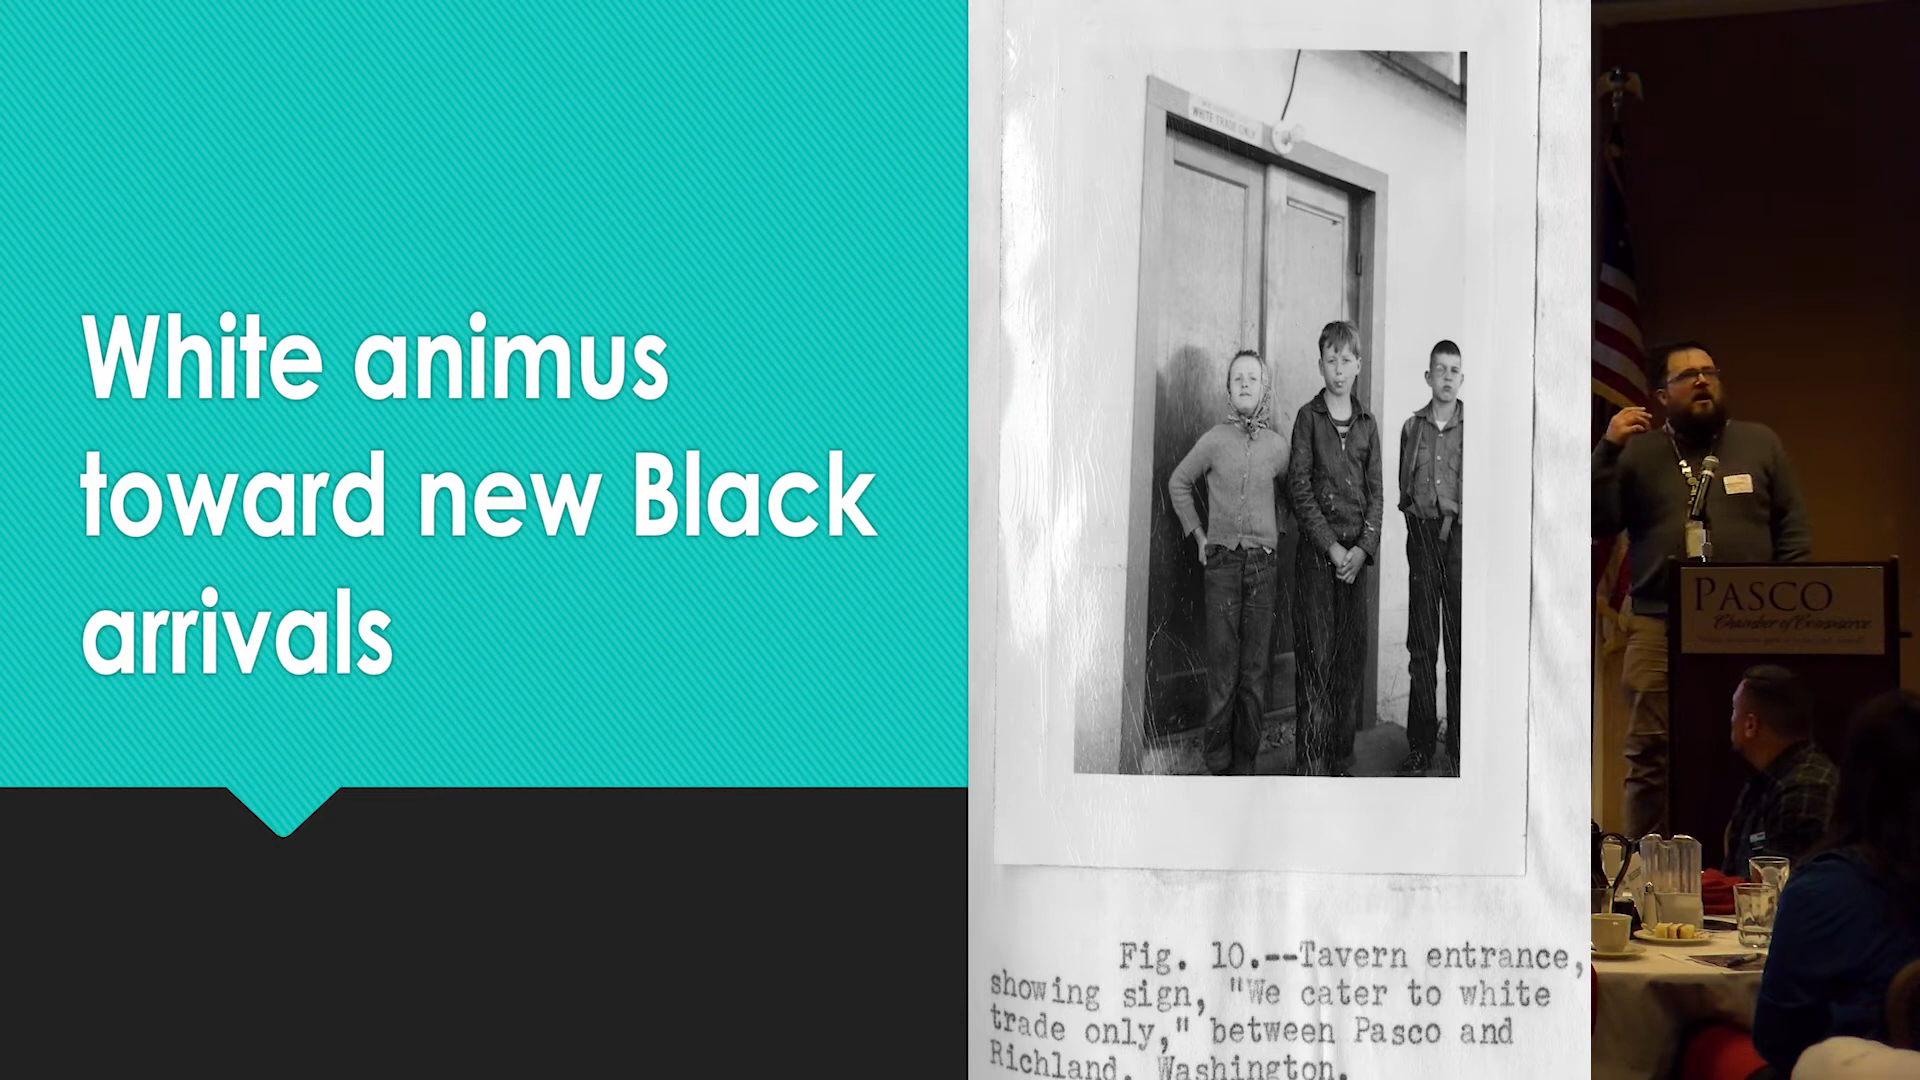 White animus
toward new Black
arrivals
WHITE TRADE ONLY
Fig. 10.--Tavern entrance,
showing sign, "We cater to white
trade only," between Pasco and
Richland, Washington.
PASCO
Chamber of Commerce